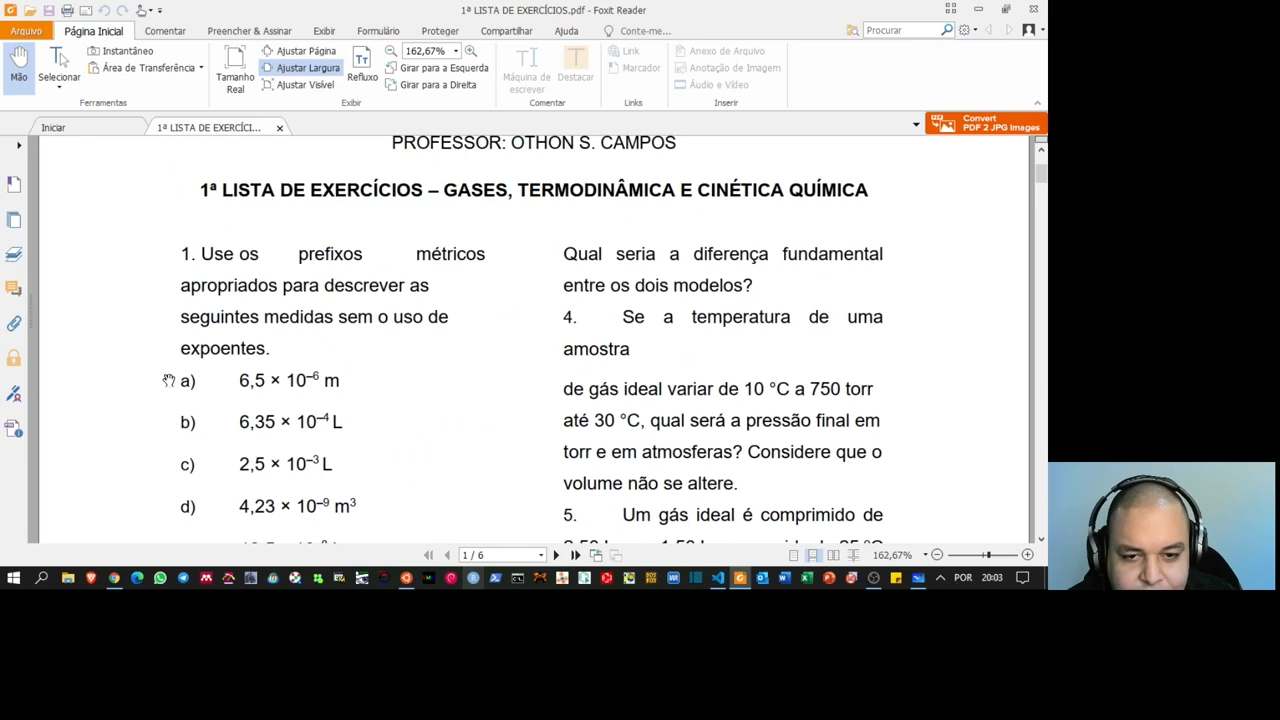 1ª LISTA DE EXERCÍCIOS.pdf - Foxit Reader
Arquivo Página Inicial Comentar Preencher & Assinar Exibir Formulário Proteger Compartilhar Ajuda Conte-me... Procurar
Mão
Selecionar
Instantâneo
Área de Transferência
Ferramentas
Tamanho
Real
Ajustar Página
Ajustar Largura
Ajustar Visível
Refluxo
162,67%
Girar para a Esquerda
Girar para a Direita
Exibir
Máquina de
escrever
Destacar
Comentar
Link
Marcador
Links
Anexo de Arquivo
Anotação de Imagem
Áudio e Vídeo
Inserir
Iniciar
1ª LISTA DE EXERCÍCI...
Convert
PDF 2 JPG Images
PROFESSOR: OTHON S. CAMPOS
1ª LISTA DE EXERCÍCIOS – GASES, TERMODINÂMICA E CINÉTICA QUÍMICA
1. Use os prefixos métricos
apropriados para descrever as
seguintes medidas sem o uso de
expoentes.
a) 6,5 × 10⁻⁶ m
b) 6,35 × 10⁻⁴ L
c) 2,5 × 10⁻³ L
d) 4,23 × 10⁻⁹ m³
Qual seria a diferença fundamental
entre os dois modelos?
4. Se a temperatura de uma
amostra
de gás ideal variar de 10 °C a 750 torr
até 30 °C, qual será a pressão final em
torr e em atmosferas? Considere que o
volume não se altere.
5. Um gás ideal é comprimido de
1 / 6
162,67%
POR 20:03